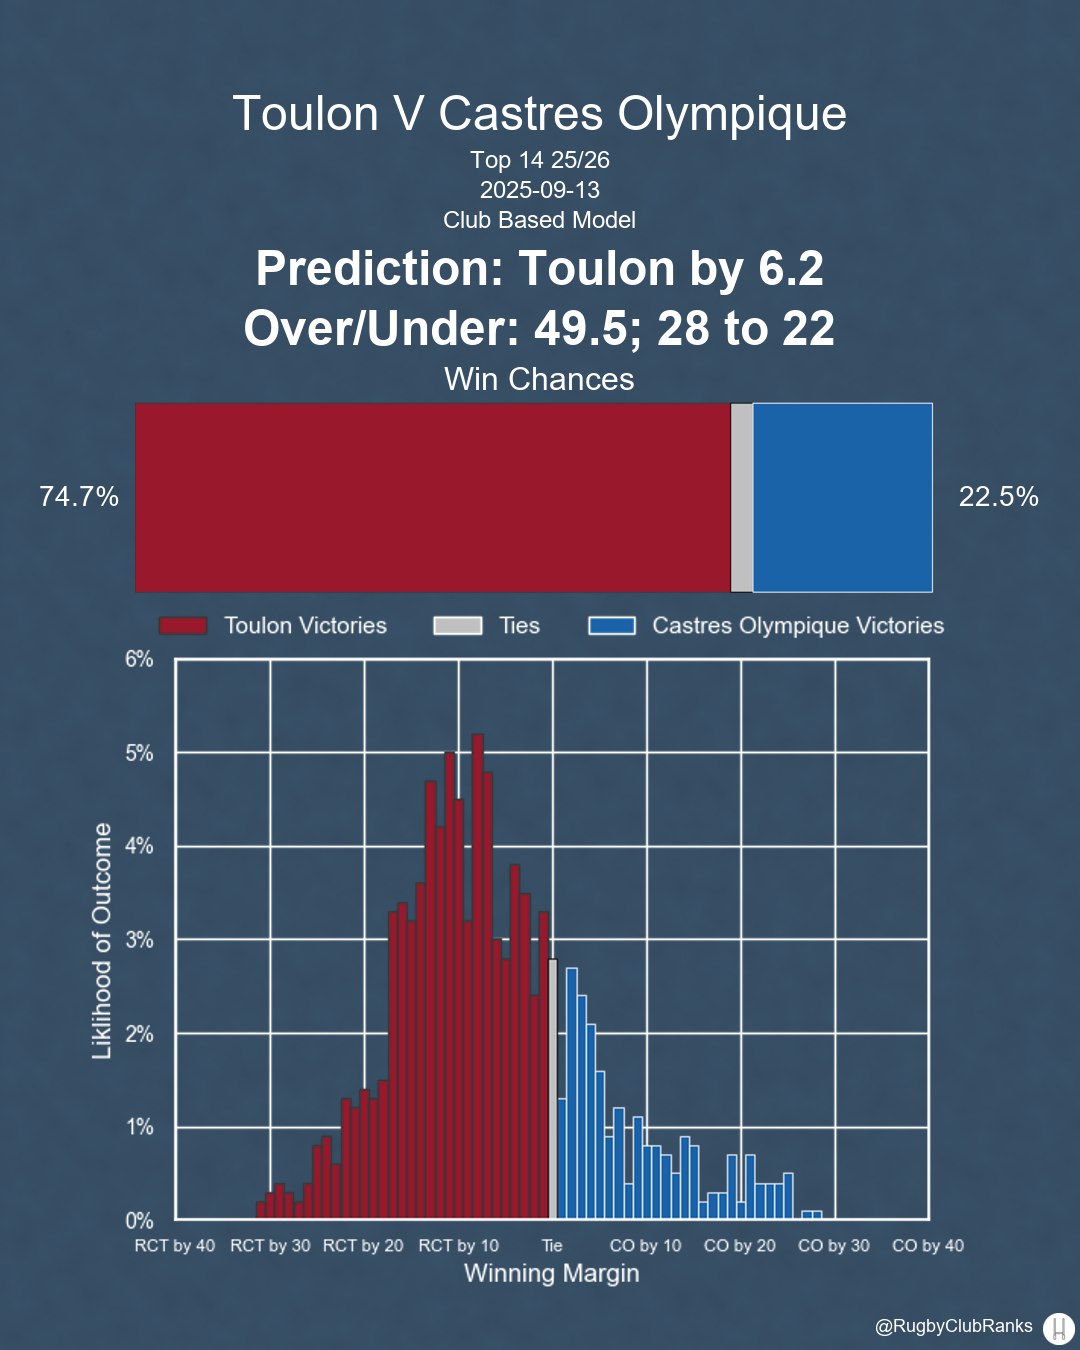 Toulon V Castres Olympique
Top 14 25/26
2025-09-13
Club Based Model
Prediction: Toulon by 6.2
Over/Under: 49.5; 28 to 22
Win Chances
74.7%
22.5%
Toulon Victories
Ties
Castres Olympique Victories
6%
5%
4%
3%
2%
1%
0%
Liklihood of Outcome
RCT by 40
RCT by 30
RCT by 20
RCT by 10
Tie
CO by 10
CO by 20
CO by 30
CO by 40
Winning Margin
@RugbyClubRanks